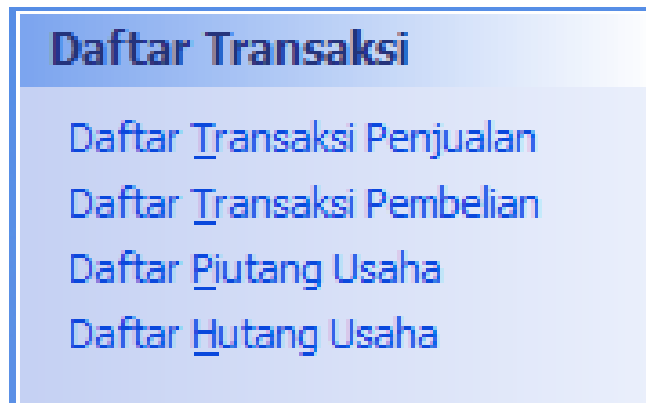 Daftar Transaksi
Daftar Transaksi Penjualan
Daftar Transaksi Pembelian
Daftar Piutang Usaha
Daftar Hutang Usaha